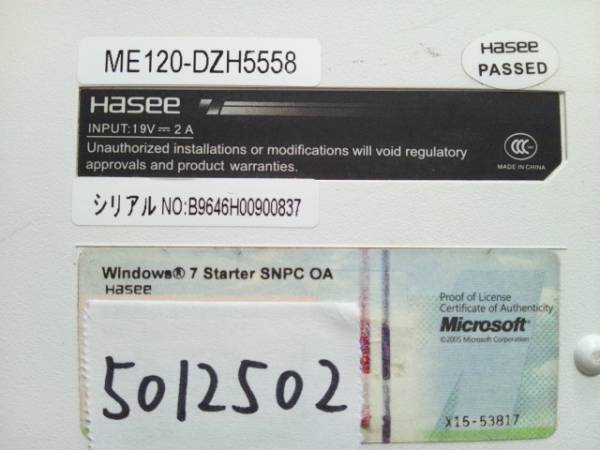 ME120-DZH5558
Hasee
PASSED
Hasee
INPUT:19V⎓2A
Unauthorized installations or modifications will void regulatory
approvals and product warranties.
CCC
MADE IN CHINA
シリアル NO:B9646H00900837
Windows® 7 Starter SNPC OA
Hasee
Proof of License
Certificate of Authenticity
Microsoft®
©2005 Microsoft Corporation
5012502
X15-53817